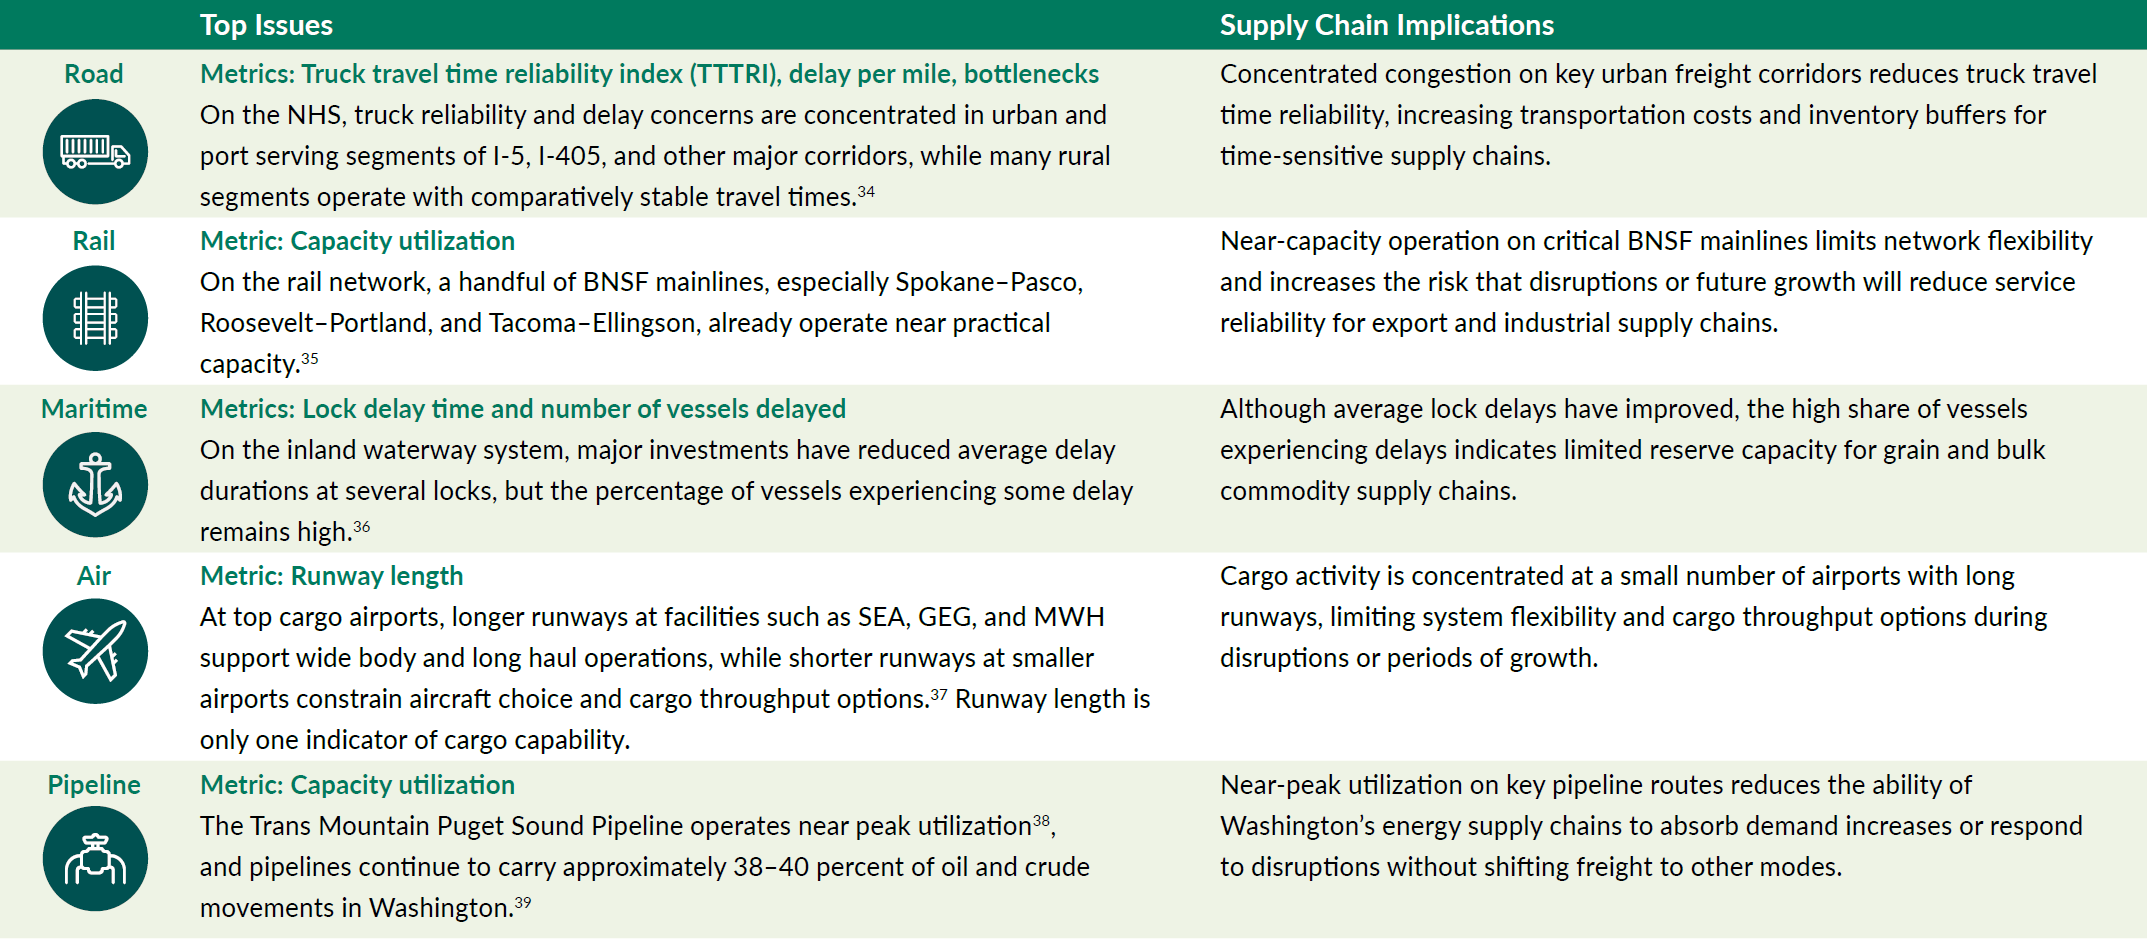 Top Issues
Supply Chain Implications
Road
Metrics: Truck travel time reliability index (TTTRI), delay per mile, bottlenecks
On the NHS, truck reliability and delay concerns are concentrated in urban and
port serving segments of I-5, I-405, and other major corridors, while many rural
segments operate with comparatively stable travel times.34
Concentrated congestion on key urban freight corridors reduces truck travel
time reliability, increasing transportation costs and inventory buffers for
time-sensitive supply chains.
Rail
Metric: Capacity utilization
On the rail network, a handful of BNSF mainlines, especially Spokane–Pasco,
Roosevelt–Portland, and Tacoma–Ellingson, already operate near practical
capacity.35
Near-capacity operation on critical BNSF mainlines limits network flexibility
and increases the risk that disruptions or future growth will reduce service
reliability for export and industrial supply chains.
Maritime
Metrics: Lock delay time and number of vessels delayed
On the inland waterway system, major investments have reduced average delay
durations at several locks, but the percentage of vessels experiencing some delay
remains high.36
Although average lock delays have improved, the high share of vessels
experiencing delays indicates limited reserve capacity for grain and bulk
commodity supply chains.
Air
Metric: Runway length
At top cargo airports, longer runways at facilities such as SEA, GEG, and MWH
support wide body and long haul operations, while shorter runways at smaller
airports constrain aircraft choice and cargo throughput options.37 Runway length is
only one indicator of cargo capability.
Cargo activity is concentrated at a small number of airports with long
runways, limiting system flexibility and cargo throughput options during
disruptions or periods of growth.
Pipeline
Metric: Capacity utilization
The Trans Mountain Puget Sound Pipeline operates near peak utilization38,
and pipelines continue to carry approximately 38–40 percent of oil and crude
movements in Washington.39
Near-peak utilization on key pipeline routes reduces the ability of
Washington’s energy supply chains to absorb demand increases or respond
to disruptions without shifting freight to other modes.